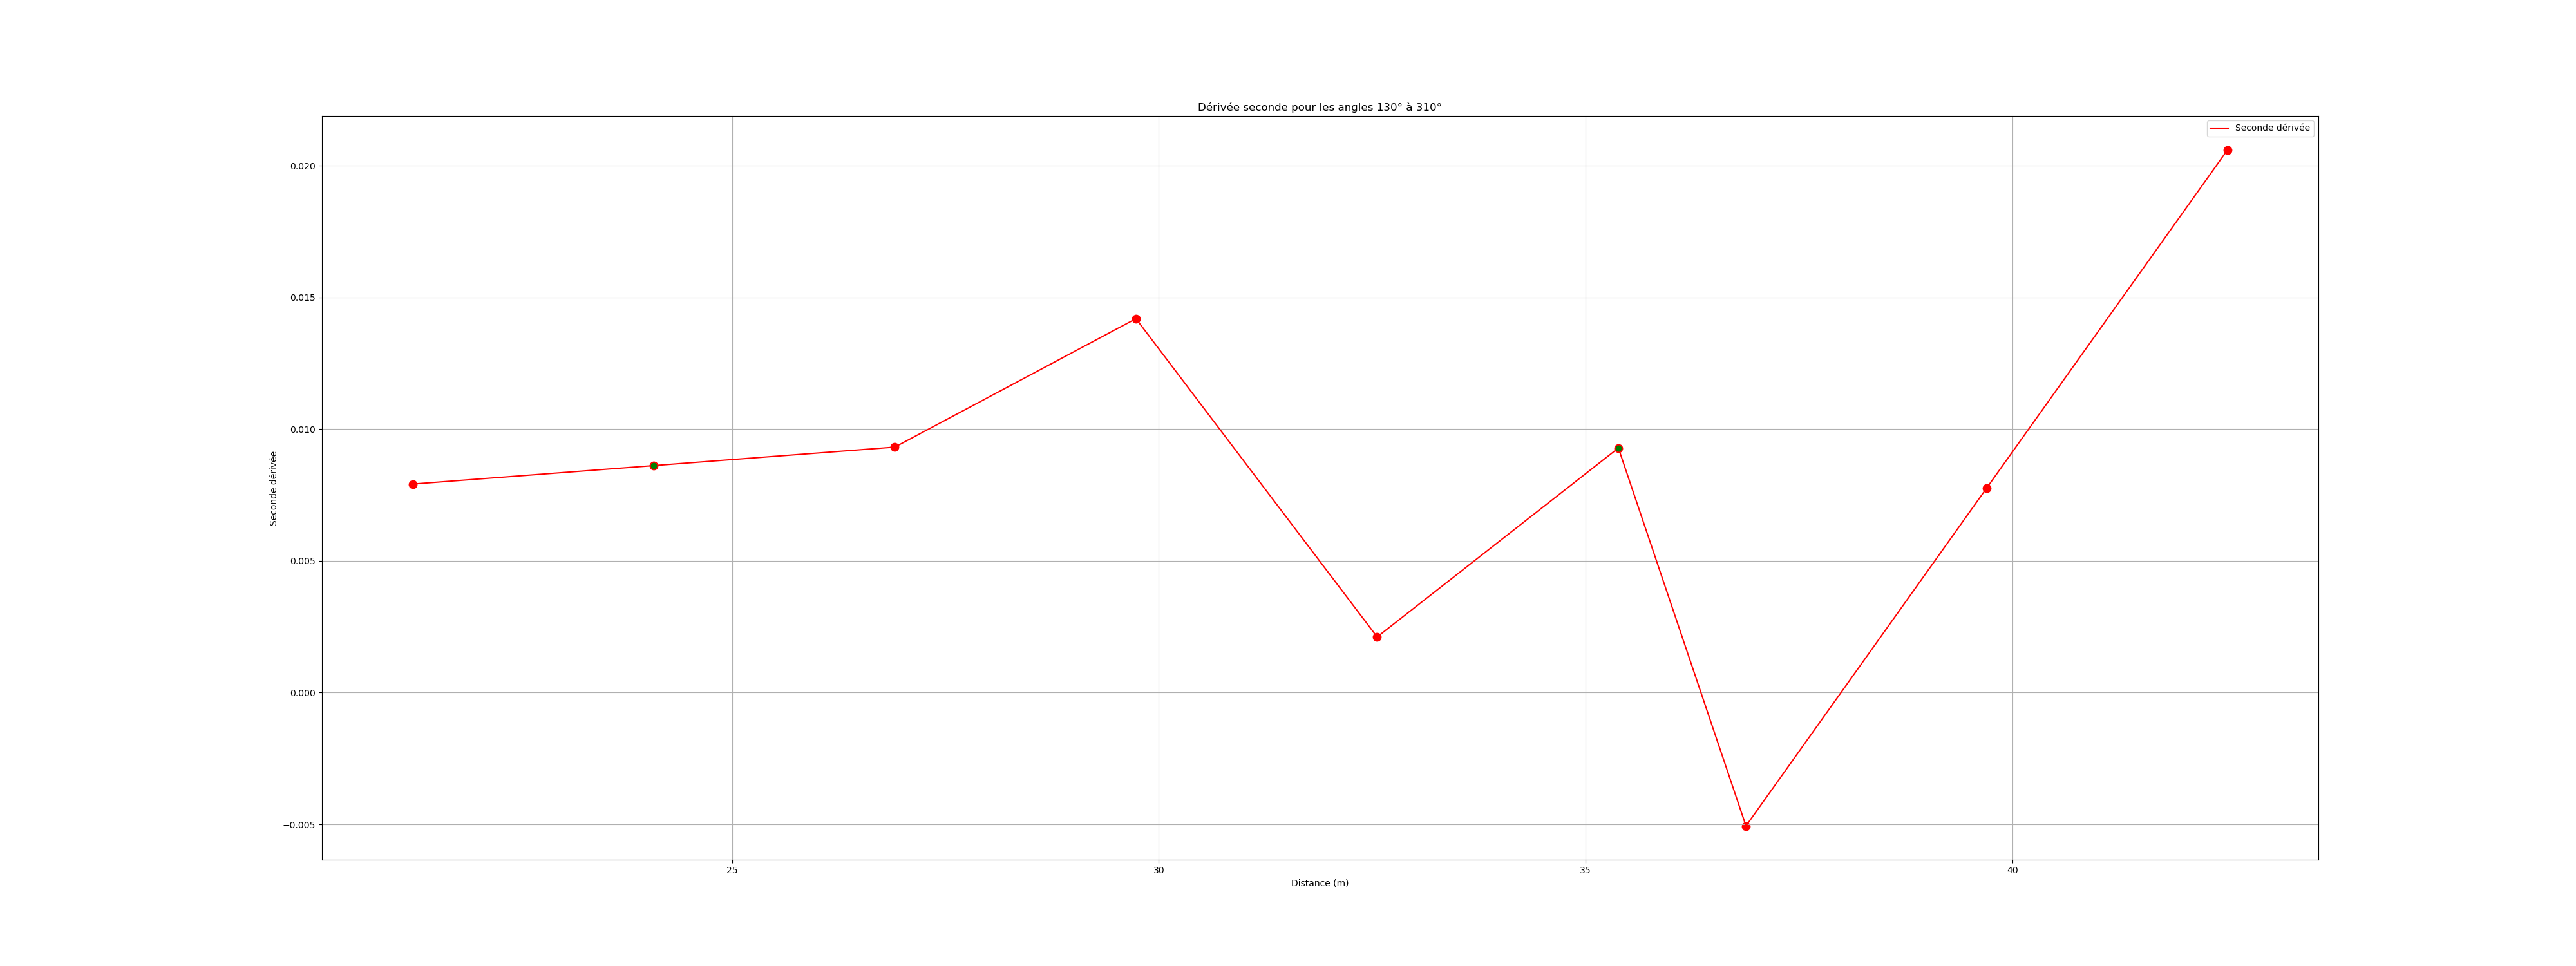 Dérivée seconde pour les angles 130° à 310°
Seconde dérivée
0.020
0.015
0.010
0.005
0.000
−0.005
Seconde dérivée
25
30
35
40
Distance (m)